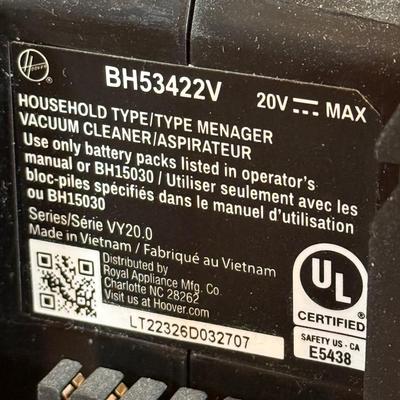 HOOVER
BH53422V 20V MAX
HOUSEHOLD TYPE/TYPE MENAGER
VACUUM CLEANER/ASPIRATEUR
Use only battery packs listed in operator's
manual or BH15030 / Utiliser seulement avec les
bloc-piles spécifiés dans le manuel d'utilisation
ou BH15030
Series/Série VY20.0
Made in Vietnam / Fabriqué au Vietnam
Distributed by
Royal Appliance Mfg. Co.
Charlotte NC 28262
Visit us at Hoover.com
LT22326D032707
UL
CERTIFIED
SAFETY US - CA
E5438